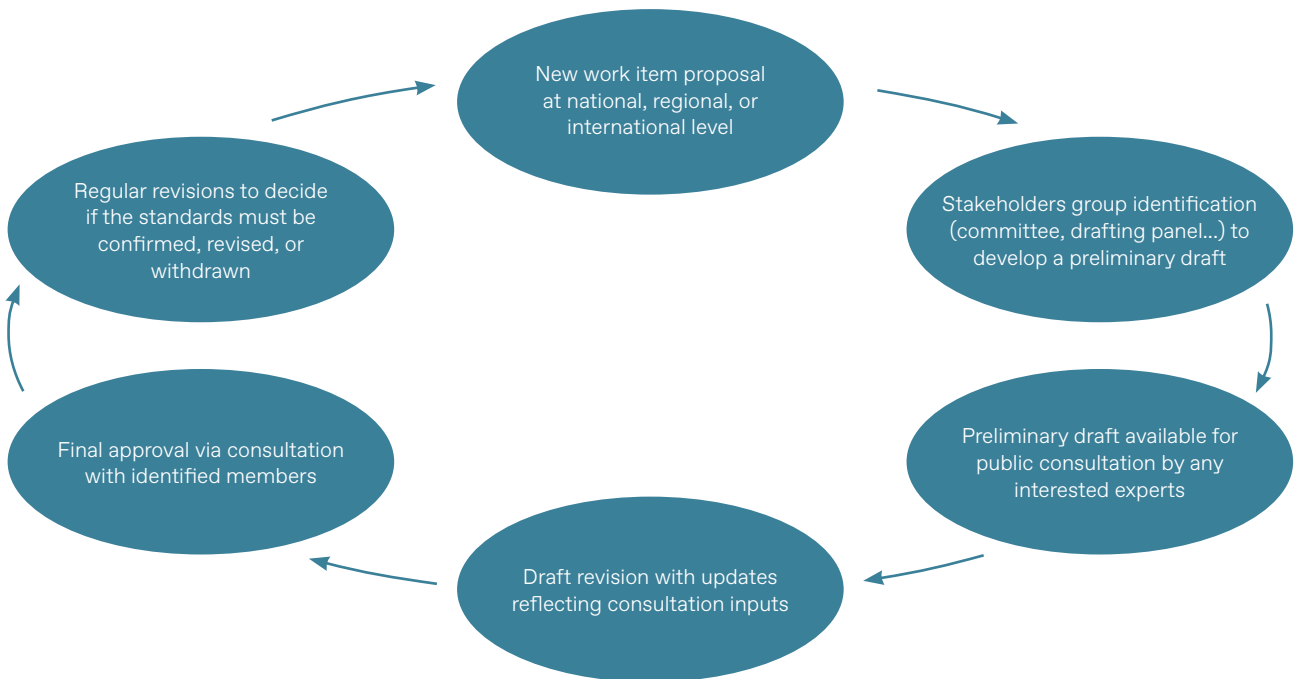 New work item proposal
at national, regional, or
international level
Stakeholders group identification
(committee, drafting panel...) to
develop a preliminary draft
Preliminary draft available for
public consultation by any
interested experts
Draft revision with updates
reflecting consultation inputs
Final approval via consultation
with identified members
Regular revisions to decide
if the standards must be
confirmed, revised, or
withdrawn